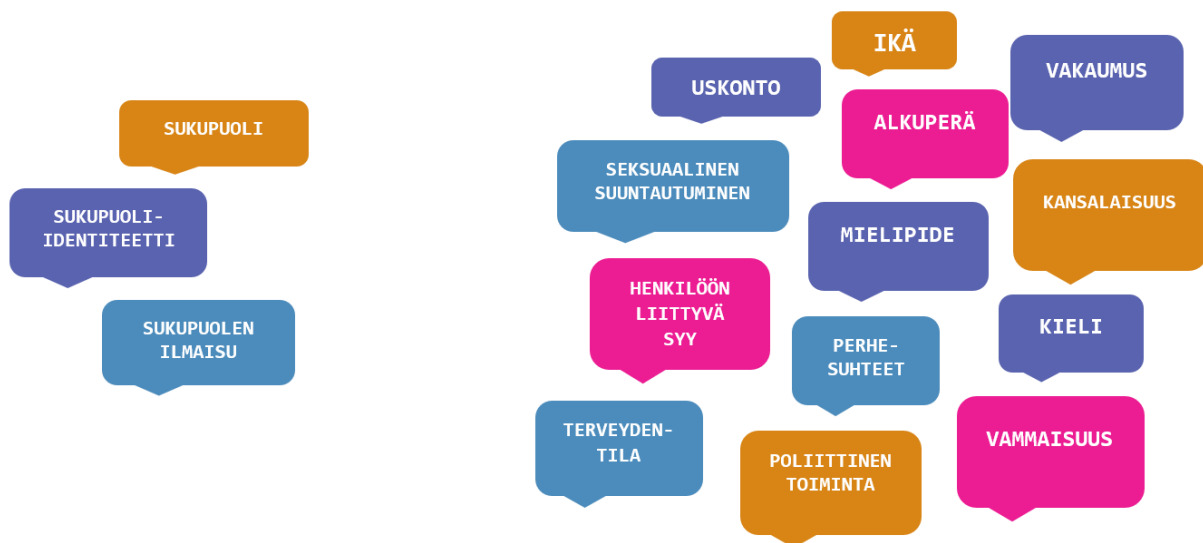 SUKUPUOLI
SUKUPUOLI-
IDENTITEETTI
SUKUPUOLEN
ILMAISU
IKÄ
USKONTO
VAKAUMUS
ALKUPERÄ
SEKSUAALINEN
SUUNTAUTUMINEN
KANSALAISUUS
MIELIPIDE
HENKILÖÖN
LIITTYVÄ
SYY
KIELI
PERHE-
SUHTEET
TERVEYDEN-
TILA
VAMMAISUUS
POLIITTINEN
TOIMINTA